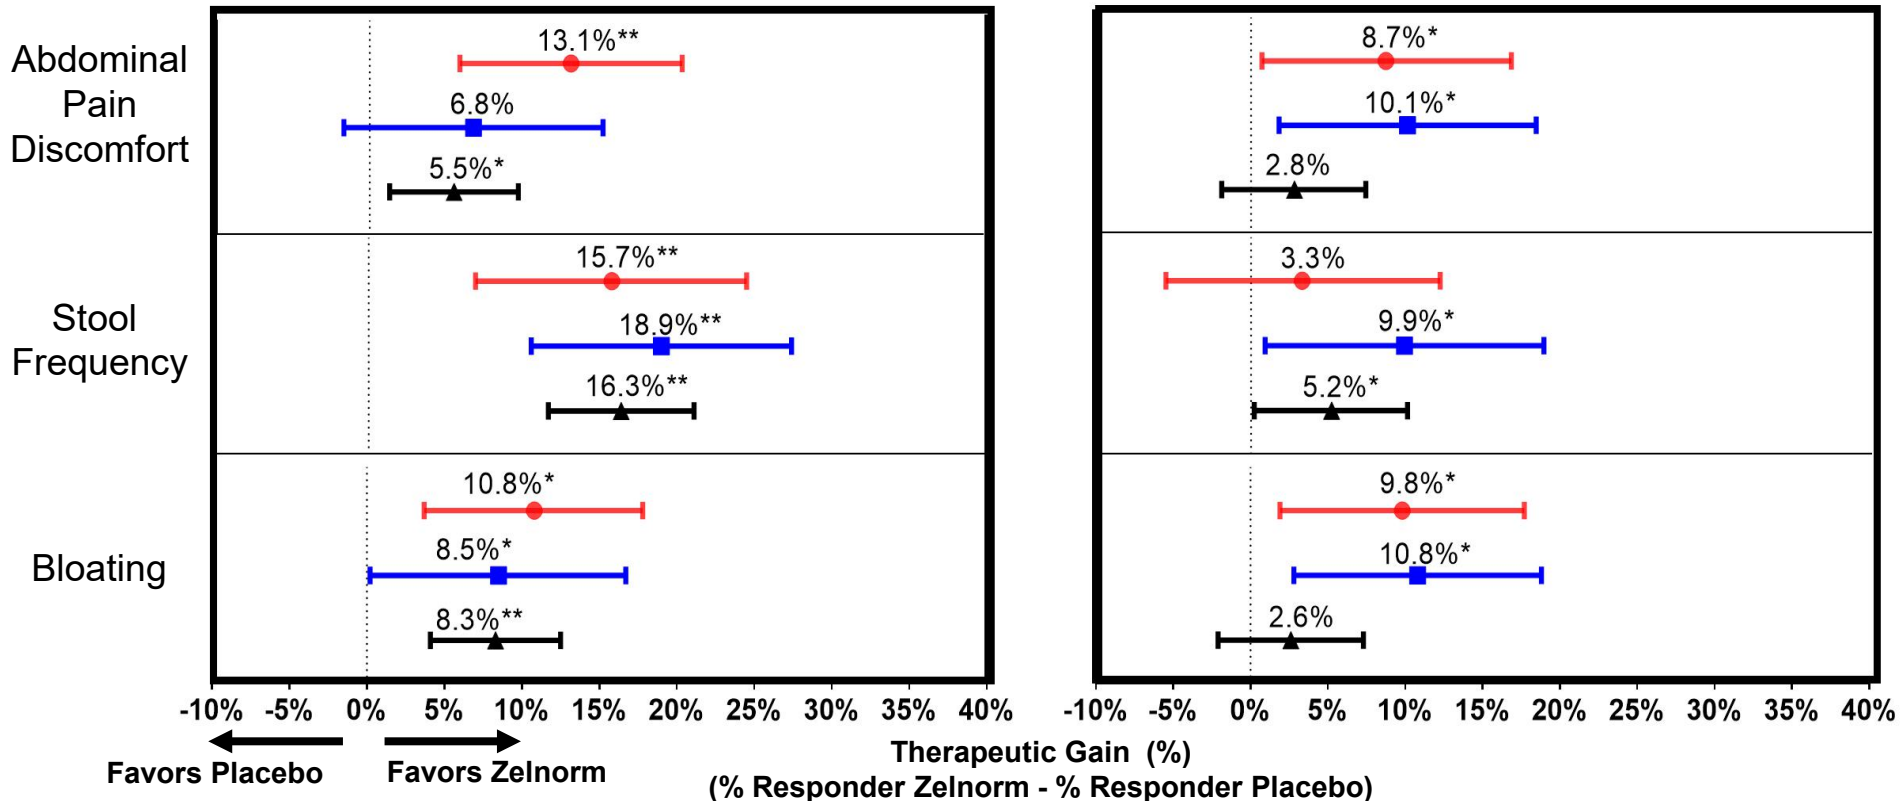 Abdominal
Pain
Discomfort
13.1%**
6.8%
5.5%*
8.7%*
10.1%*
2.8%
Stool
Frequency
15.7%**
18.9%**
16.3%**
3.3%
9.9%*
5.2%*
Bloating
10.8%*
8.5%*
8.3%**
9.8%*
10.8%*
2.6%
-10% -5% 0% 5% 10% 15% 20% 25% 30% 35% 40%
-10% -5% 0% 5% 10% 15% 20% 25% 30% 35% 40%
Favors Placebo
Favors Zelnorm
Therapeutic Gain (%)
(% Responder Zelnorm - % Responder Placebo)